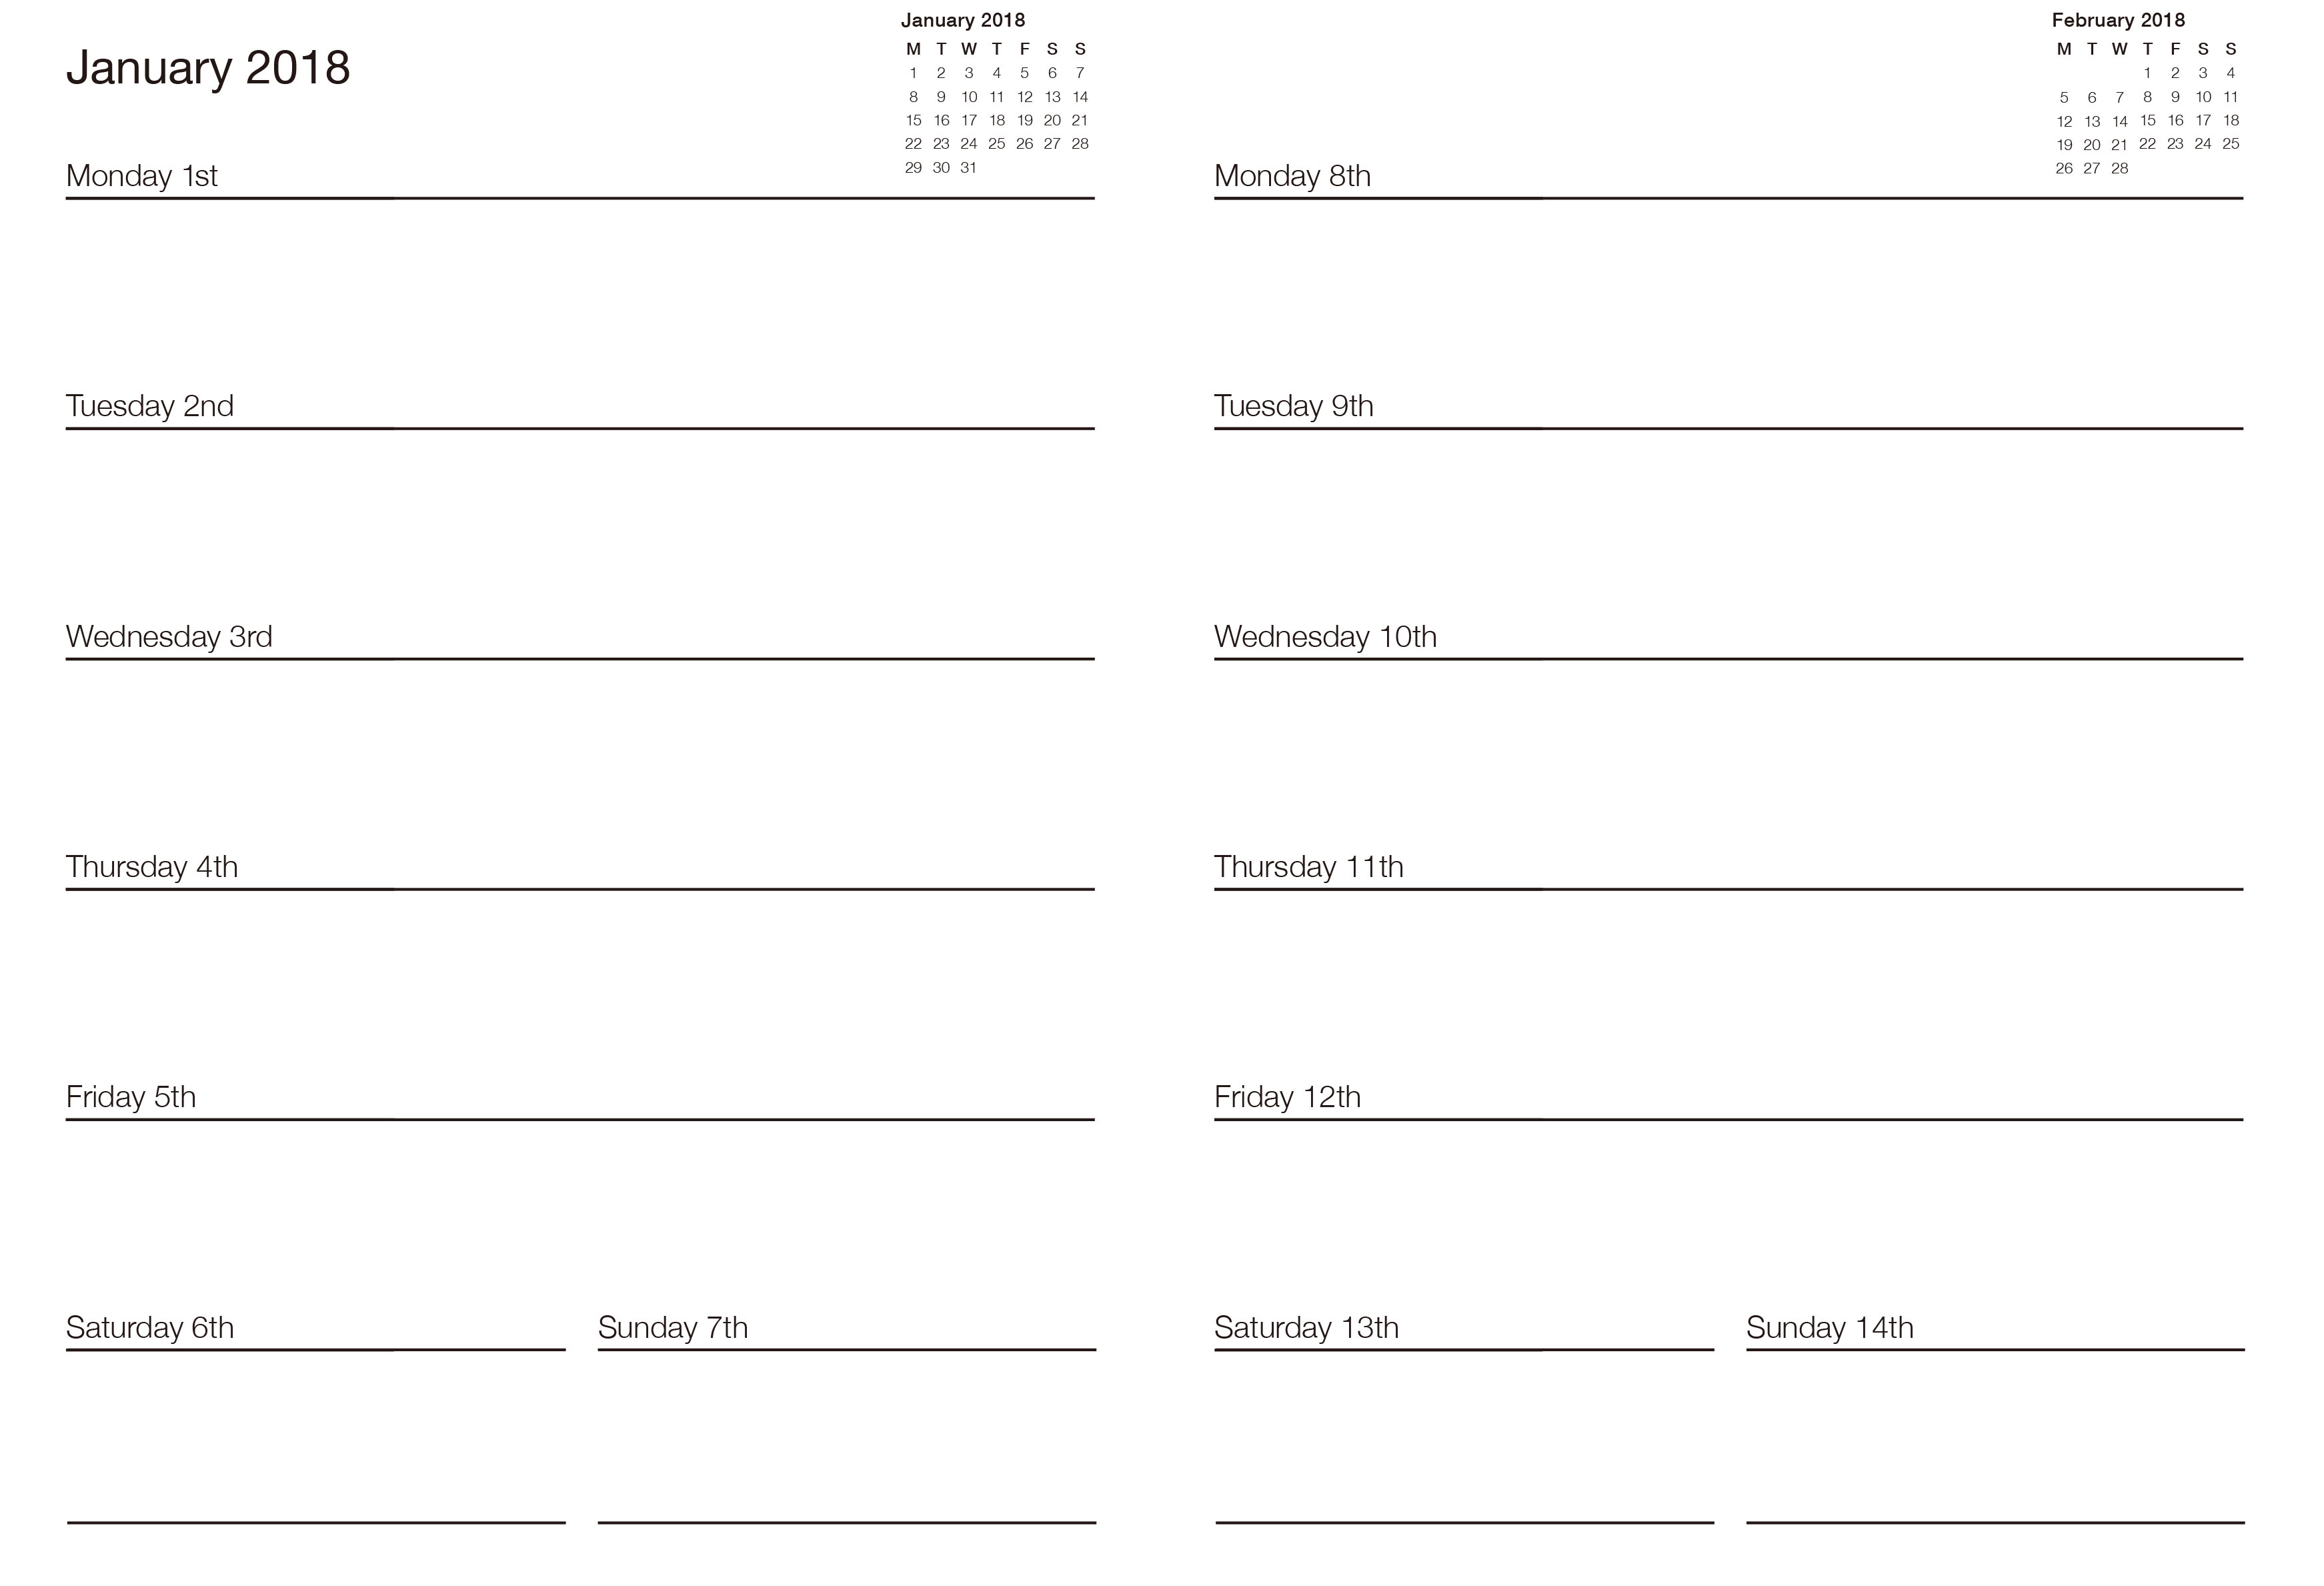 January 2018
January 2018
M T W T F S S
1 2 3 4 5 6 7
8 9 10 11 12 13 14
15 16 17 18 19 20 21
22 23 24 25 26 27 28
29 30 31
Monday 1st
Tuesday 2nd
Wednesday 3rd
Thursday 4th
Friday 5th
Saturday 6th
Sunday 7th
February 2018
M T W T F S S
1 2 3 4
5 6 7 8 9 10 11
12 13 14 15 16 17 18
19 20 21 22 23 24 25
26 27 28
Monday 8th
Tuesday 9th
Wednesday 10th
Thursday 11th
Friday 12th
Saturday 13th
Sunday 14th